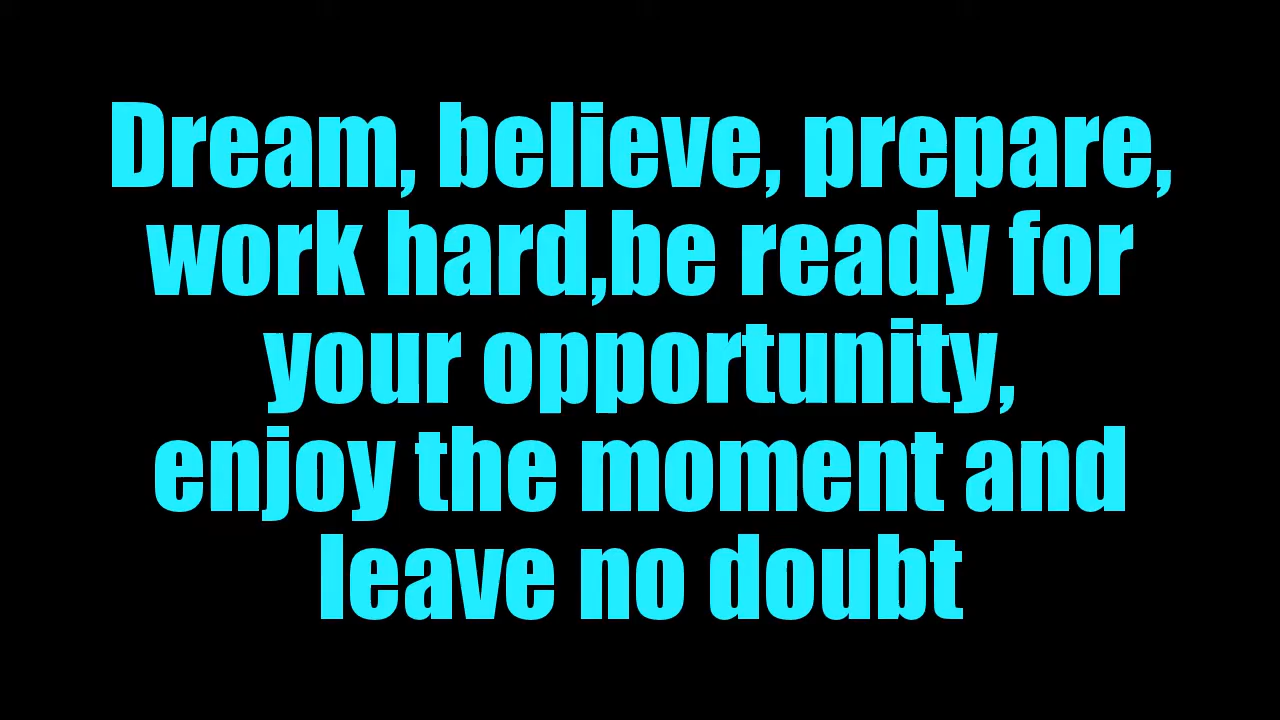 Dream, believe, prepare,
work hard,be ready for
your opportunity,
enjoy the moment and
leave no doubt